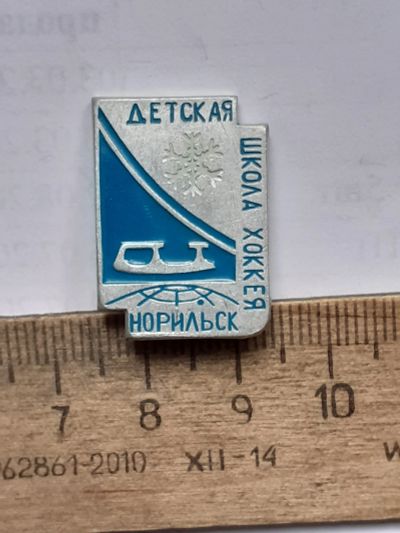 ДЕТСКАЯ
ШКОЛА ХОККЕЯ
НОРИЛЬСК
7 8 9 10
62861-2010 XII-14